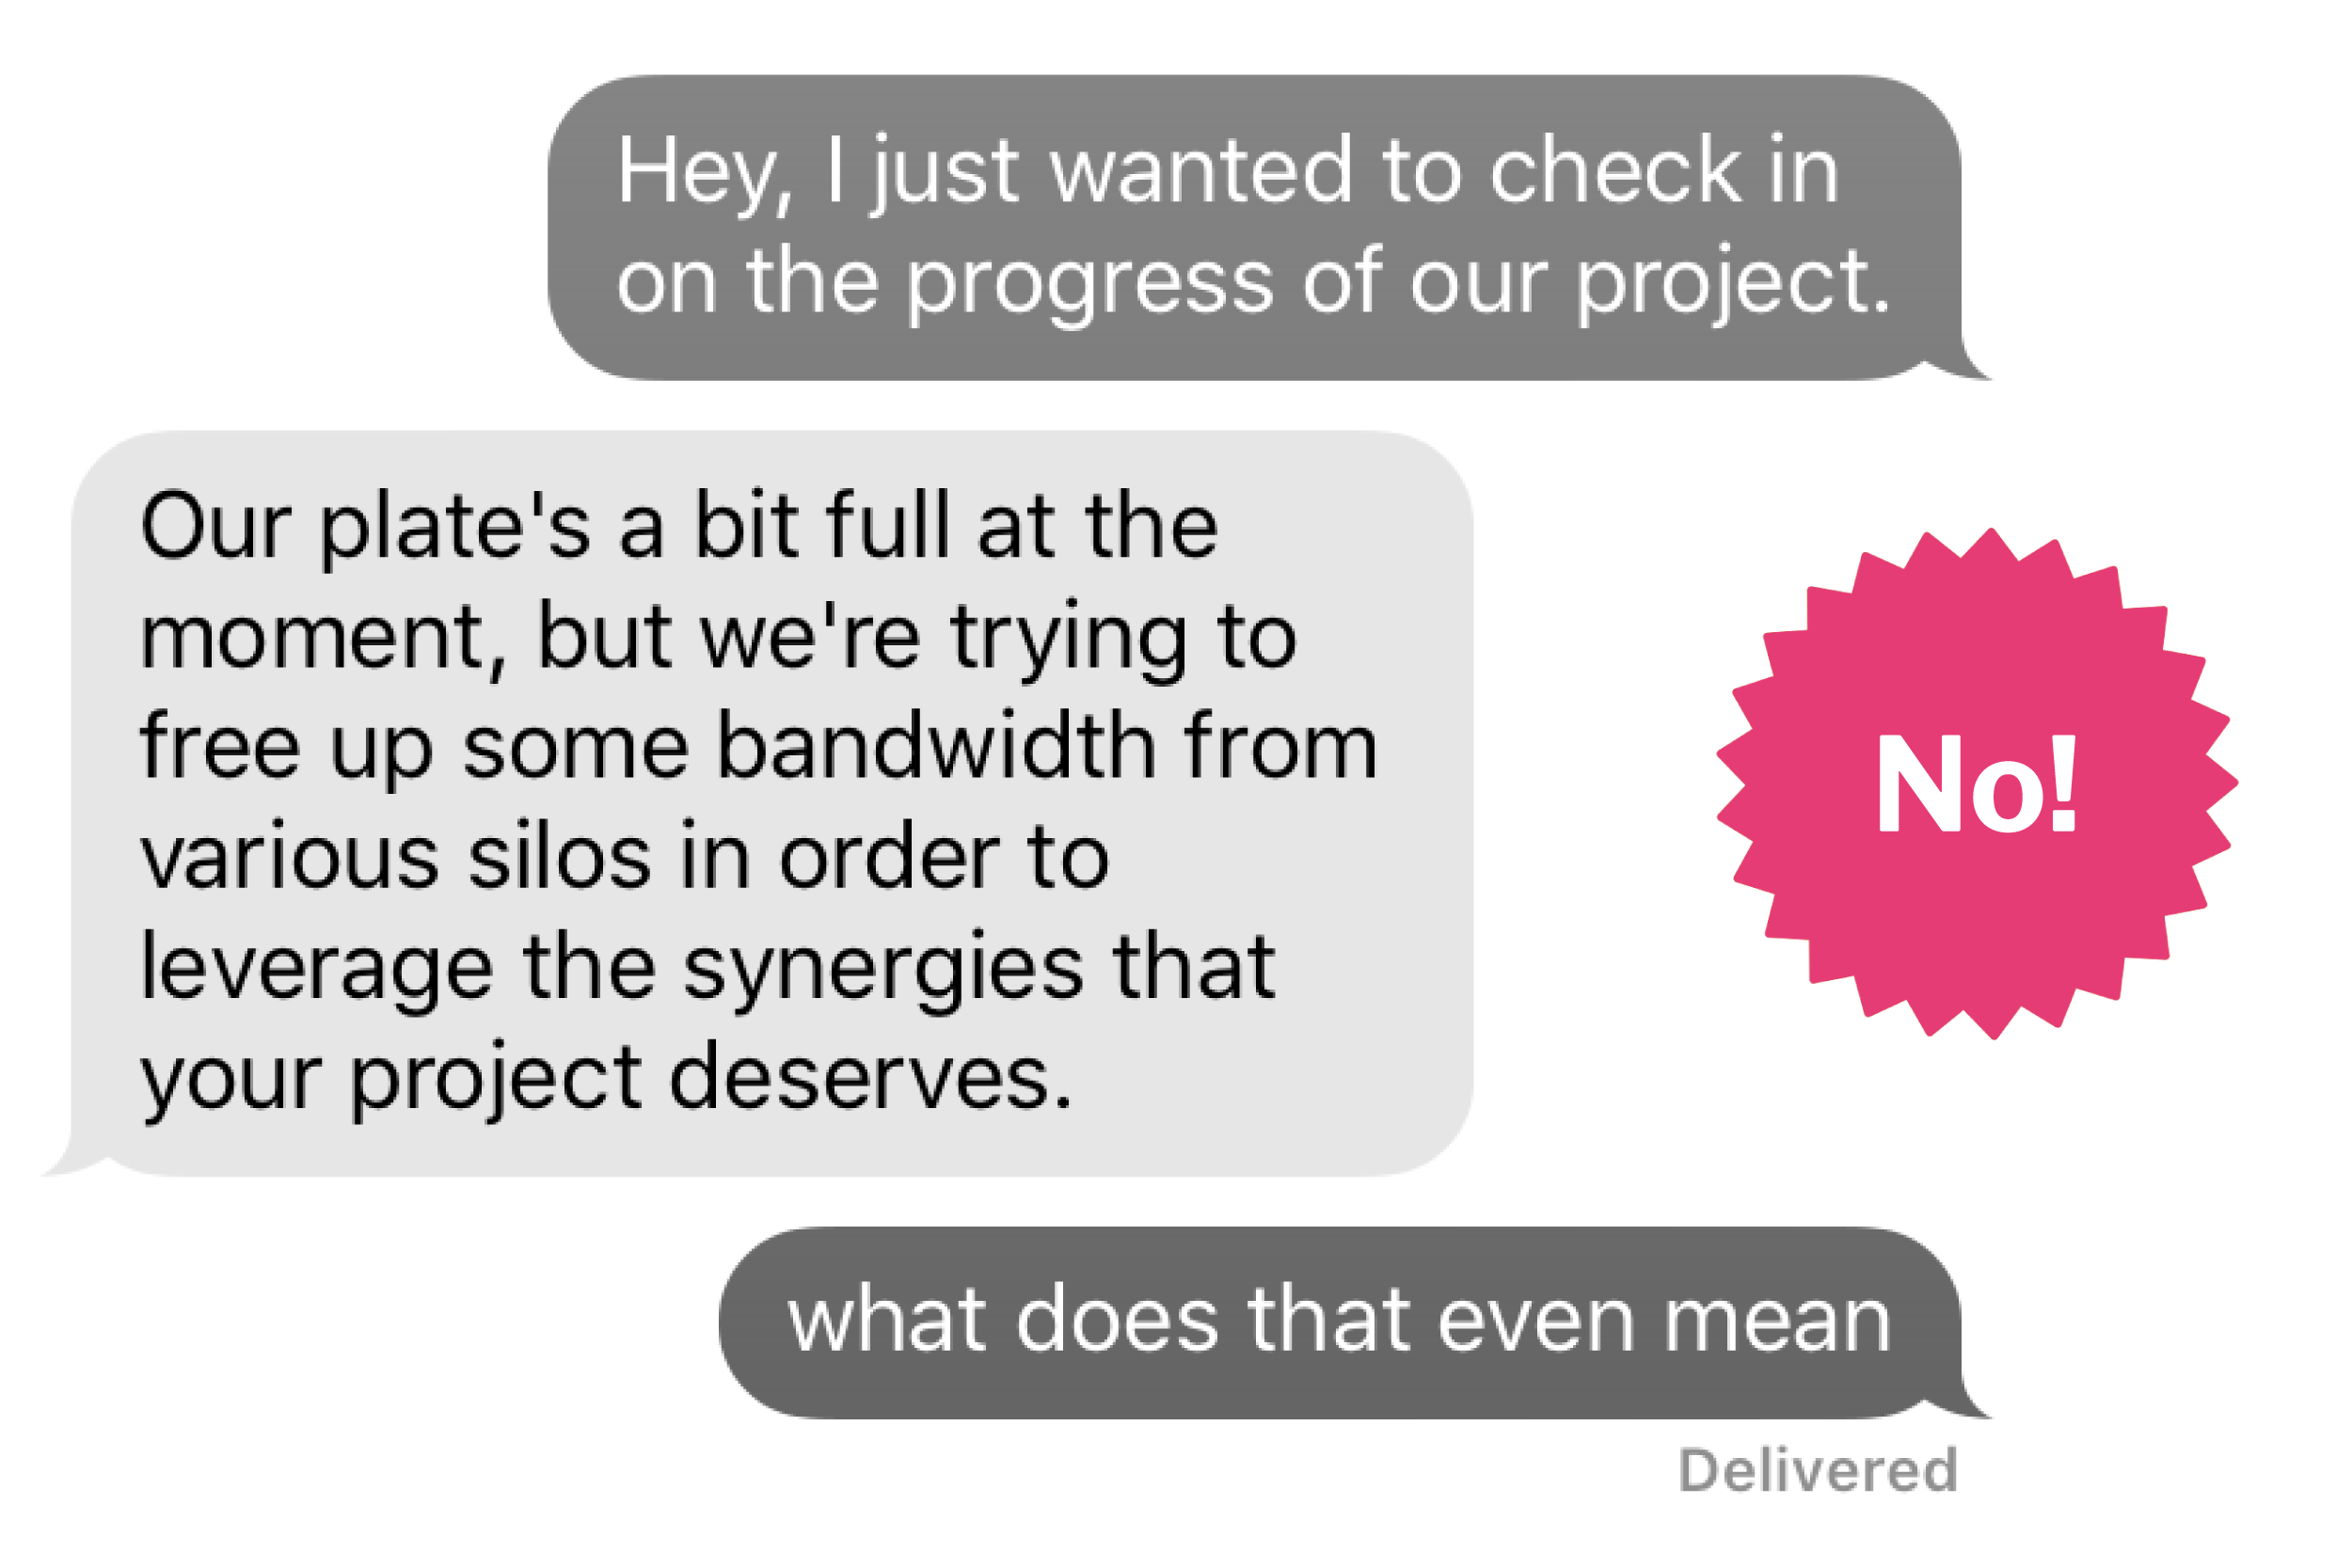 Hey, I just wanted to check in
on the progress of our project.
Our plate's a bit full at the
moment, but we're trying to
free up some bandwidth from
various silos in order to
leverage the synergies that
your project deserves.
No!
what does that even mean
Delivered